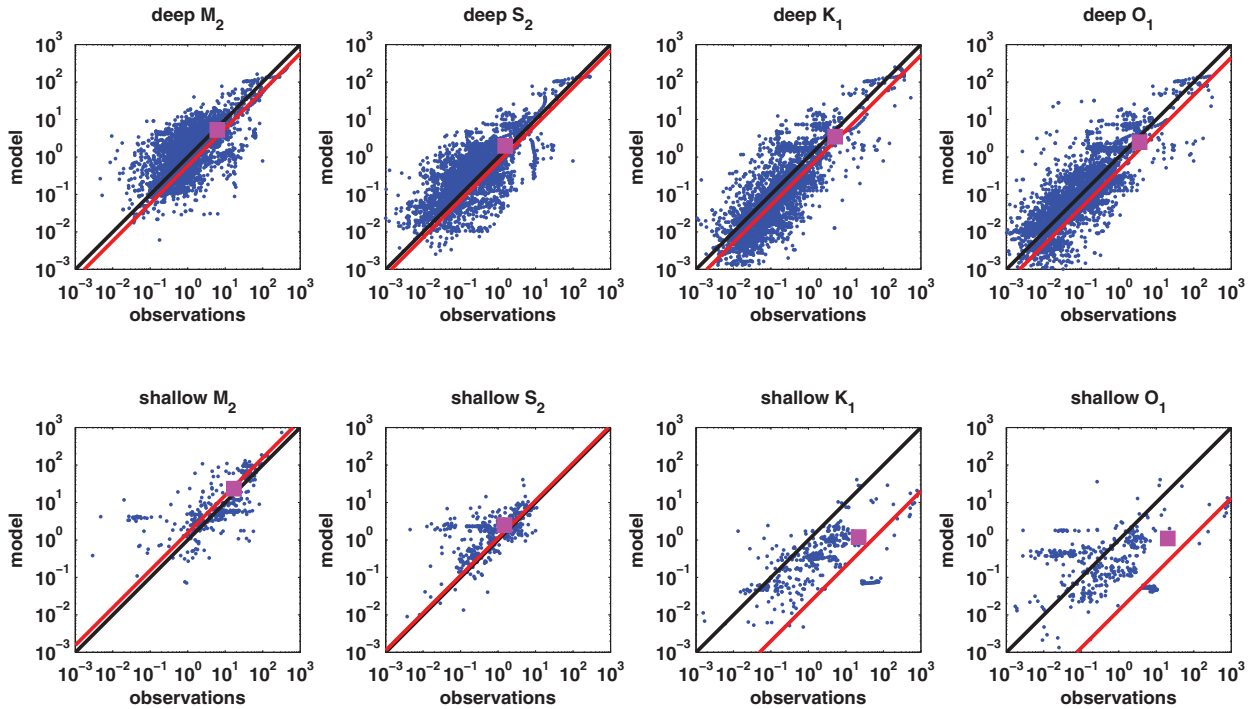 deep M2 deep S2 deep K1 deep O1
10^3 10^3 10^3 10^3
10^2 10^2 10^2 10^2
10^1 10^1 10^1 10^1
model 10^0 model 10^0 model 10^0 model 10^0
10^−1 10^−1 10^−1 10^−1
10^−2 10^−2 10^−2 10^−2
10^−3 10^−3 10^−3 10^−3
10^−3 10^−2 10^−1 10^0 10^1 10^2 10^3 10^−3 10^−2 10^−1 10^0 10^1 10^2 10^3 10^−3 10^−2 10^−1 10^0 10^1 10^2 10^3 10^−3 10^−2 10^−1 10^0 10^1 10^2 10^3
observations observations observations observations
shallow M2 shallow S2 shallow K1 shallow O1
10^3 10^3 10^3 10^3
10^2 10^2 10^2 10^2
10^1 10^1 10^1 10^1
model 10^0 model 10^0 model 10^0 model 10^0
10^−1 10^−1 10^−1 10^−1
10^−2 10^−2 10^−2 10^−2
10^−3 10^−3 10^−3 10^−3
10^−3 10^−2 10^−1 10^0 10^1 10^2 10^3 10^−3 10^−2 10^−1 10^0 10^1 10^2 10^3 10^−3 10^−2 10^−1 10^0 10^1 10^2 10^3 10^−3 10^−2 10^−1 10^0 10^1 10^2 10^3
observations observations observations observations